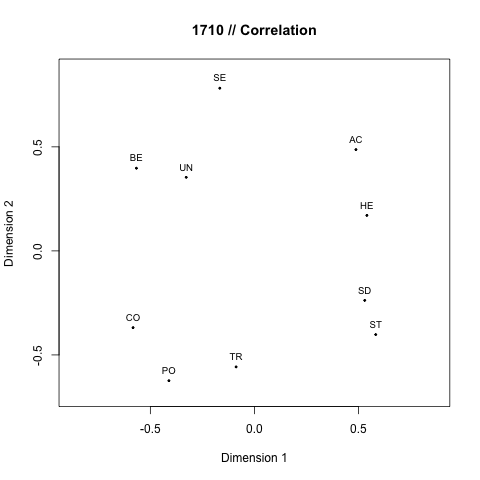 1710 // Correlation
SE
AC
BE
UN
HE
SD
CO
ST
TR
PO
0.5
0.0
-0.5
Dimension 2
-0.5 0.0 0.5
Dimension 1